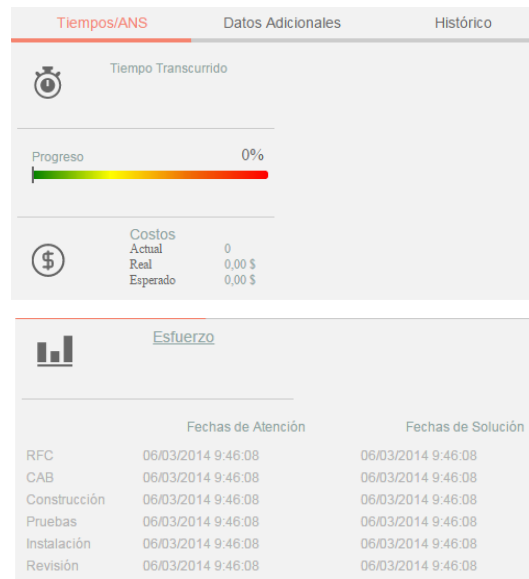 Tiempos/ANS Datos Adicionales Histórico
Tiempo Transcurrido
Progreso 0%
Costos
Actual 0
Real 0,00 $
Esperado 0,00 $
Esfuerzo
Fechas de Atención Fechas de Solución
RFC 06/03/2014 9:46:08 06/03/2014 9:46:08
CAB 06/03/2014 9:46:08 06/03/2014 9:46:08
Construcción 06/03/2014 9:46:08 06/03/2014 9:46:08
Pruebas 06/03/2014 9:46:08 06/03/2014 9:46:08
Instalación 06/03/2014 9:46:08 06/03/2014 9:46:08
Revisión 06/03/2014 9:46:08 06/03/2014 9:46:08